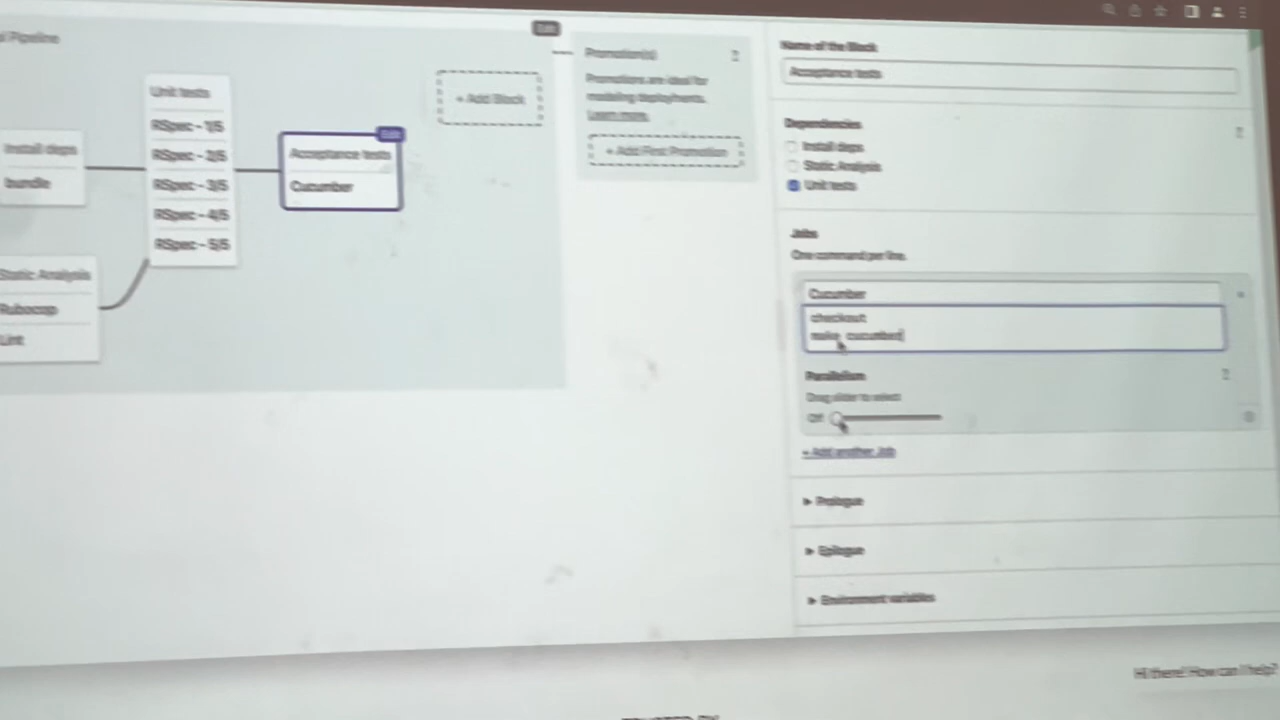 Pipeline
Install deps
bundle
Static Analysis
Rubocop
Lint
Unit tests
RSpec - 1/5
RSpec - 2/5
RSpec - 3/5
RSpec - 4/5
RSpec - 5/5
Edit
Acceptance tests
Cucumber
+ Add Block
Edit
Promotion(s)
Promotions are ideal for
modeling deployments.
Learn more.
+ Add First Promotion
Name of the Block
Acceptance tests
Dependencies
Install deps
Static Analysis
Unit tests
Jobs
One command per line.
Cucumber
checkout
make cucumber
Parallelism
Drag slider to select
Off
+ Add another Job
Prologue
Epilogue
Environment variables
Hi there! How can I help?